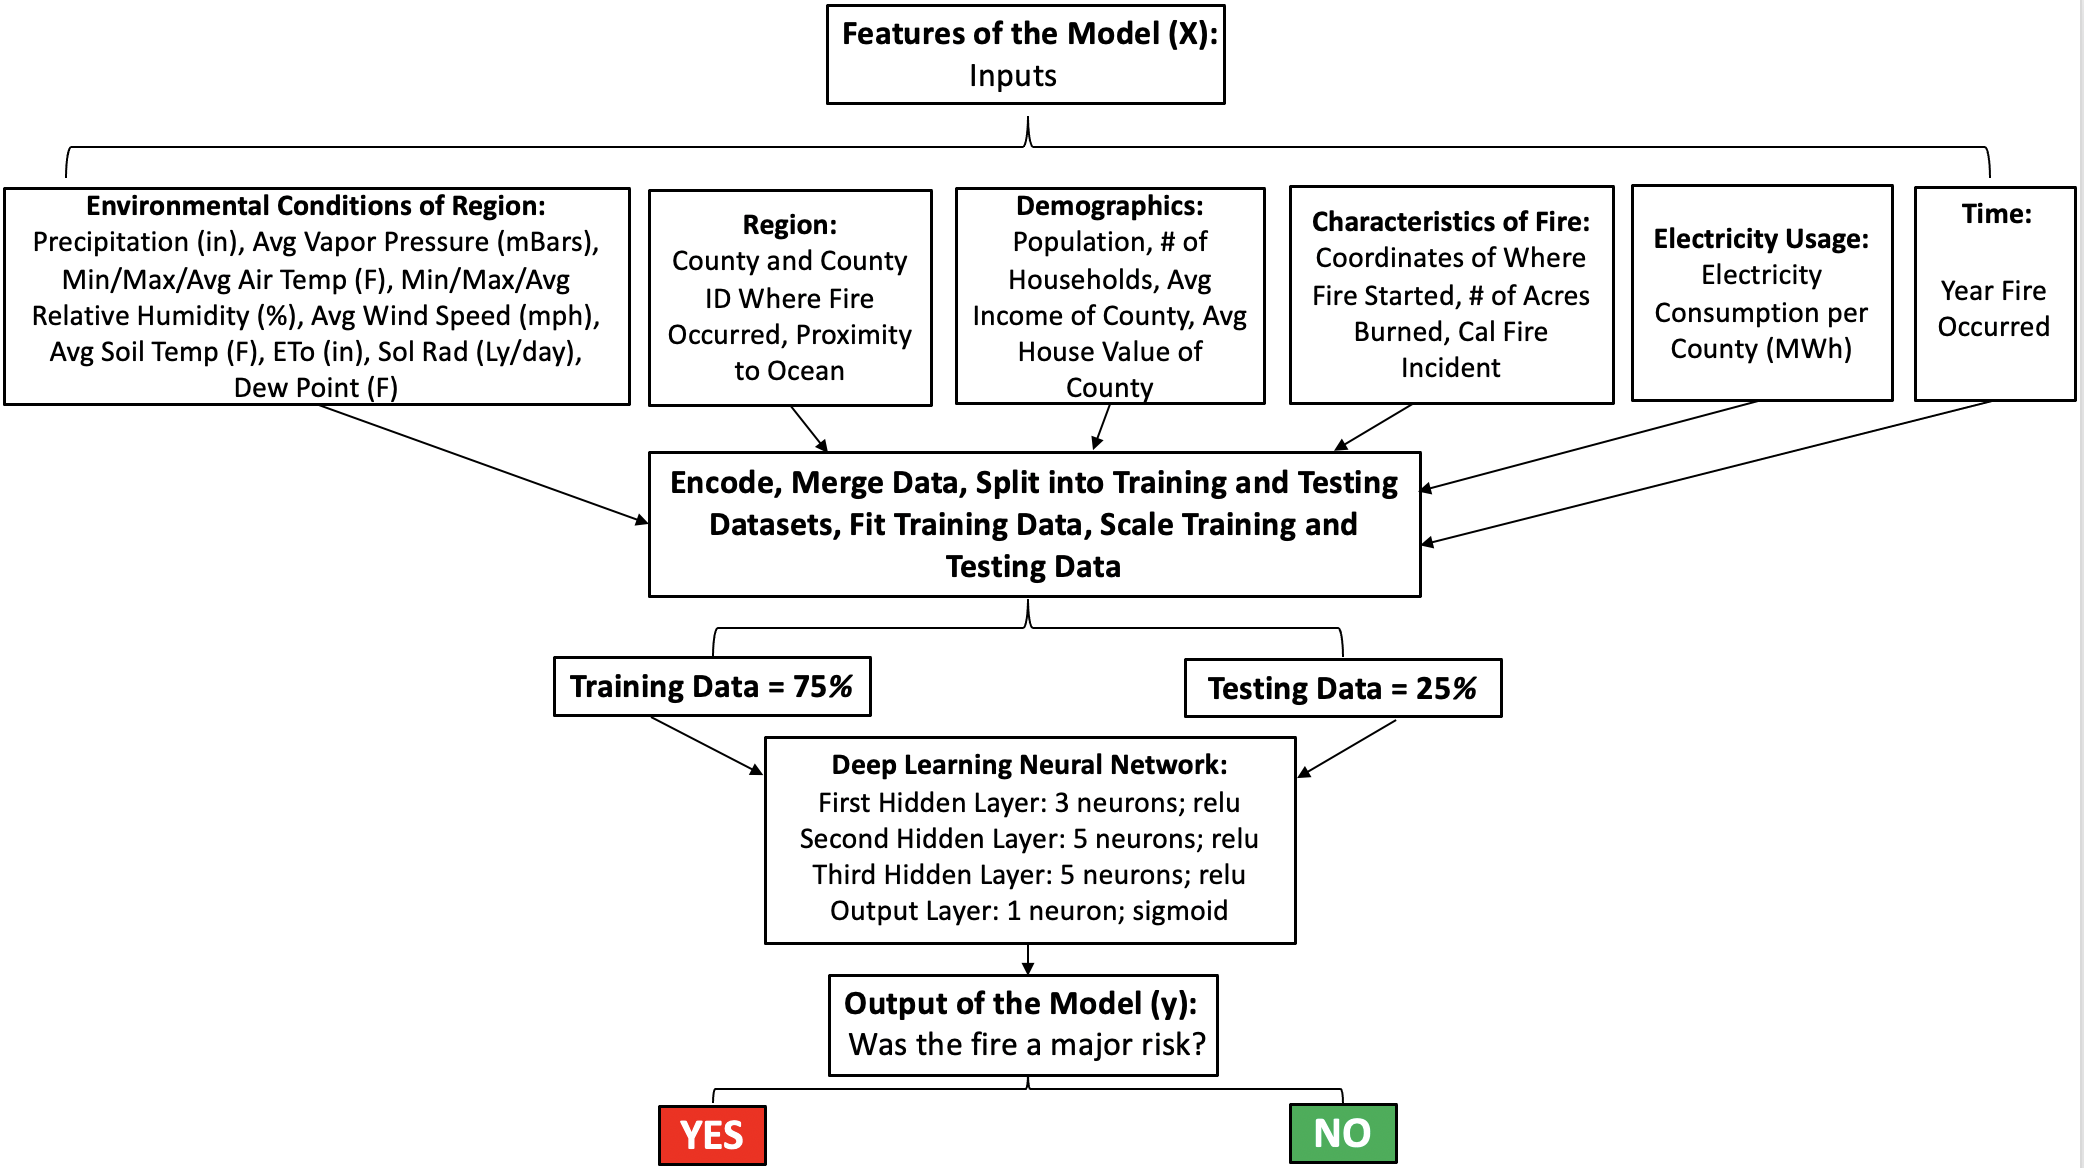 Features of the Model (X):
Inputs
Environmental Conditions of Region:
Precipitation (in), Avg Vapor Pressure (mBars),
Min/Max/Avg Air Temp (F), Min/Max/Avg
Relative Humidity (%), Avg Wind Speed (mph),
Avg Soil Temp (F), ETo (in), Sol Rad (Ly/day),
Dew Point (F)
Region:
County and County
ID Where Fire
Occurred, Proximity
to Ocean
Demographics:
Population, # of
Households, Avg
Income of County, Avg
House Value of
County
Characteristics of Fire:
Coordinates of Where
Fire Started, # of Acres
Burned, Cal Fire
Incident
Electricity Usage:
Electricity
Consumption per
County (MWh)
Time:
Year Fire
Occurred
Encode, Merge Data, Split into Training and Testing
Datasets, Fit Training Data, Scale Training and
Testing Data
Training Data = 75%
Testing Data = 25%
Deep Learning Neural Network:
First Hidden Layer: 3 neurons; relu
Second Hidden Layer: 5 neurons; relu
Third Hidden Layer: 5 neurons; relu
Output Layer: 1 neuron; sigmoid
Output of the Model (y):
Was the fire a major risk?
YES
NO